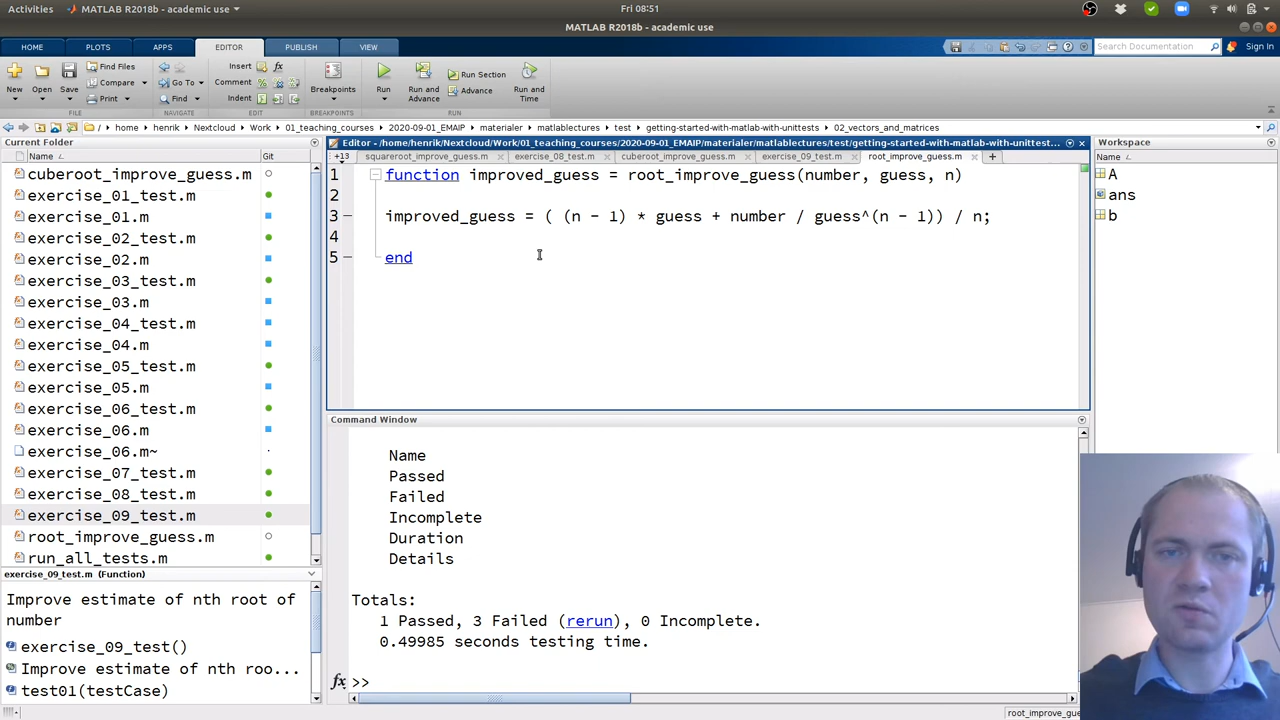 Activities
MATLAB R2018b - academic use
Fri 08:51
MATLAB R2018b - academic use
HOME
PLOTS
APPS
EDITOR
PUBLISH
VIEW
Search Documentation
Sign In
New
Open
Save
Find Files
Compare
Print
Go To
Find
Insert
Comment
Indent
Breakpoints
Run
Run and Advance
Run Section
Advance
Run and Time
FILE
NAVIGATE
EDIT
BREAKPOINTS
RUN
/ home henrik Nextcloud Work 01_teaching_courses 2020-09-01_EMAIP materialer matlablectures test getting-started-with-matlab-with-unittests 02_vectors_and_matrices
Current Folder
Name
Git
cuberoot_improve_guess.m
exercise_01_test.m
exercise_01.m
exercise_02_test.m
exercise_02.m
exercise_03_test.m
exercise_03.m
exercise_04_test.m
exercise_04.m
exercise_05_test.m
exercise_05.m
exercise_06_test.m
exercise_06.m
exercise_06.m~
exercise_07_test.m
exercise_08_test.m
exercise_09_test.m
root_improve_guess.m
run_all_tests.m
exercise_09_test.m (Function)
Improve estimate of nth root of
number
exercise_09_test()
Improve estimate of nth roo...
test01(testCase)
Editor - /home/henrik/Nextcloud/Work/01_teaching_courses/2020-09-01_EMAIP/materialer/matlablectures/test/getting-started-with-matlab-with-unittest...
+13
squareroot_improve_guess.m
exercise_08_test.m
cuberoot_improve_guess.m
exercise_09_test.m
root_improve_guess.m
1 function improved_guess = root_improve_guess(number, guess, n)
2
3 improved_guess = ( (n - 1) * guess + number / guess^(n - 1)) / n;
4
5 end
Command Window
Name
Passed
Failed
Incomplete
Duration
Details
Totals:
1 Passed, 3 Failed (rerun), 0 Incomplete.
0.49985 seconds testing time.
fx >>
Workspace
Name
A
ans
b